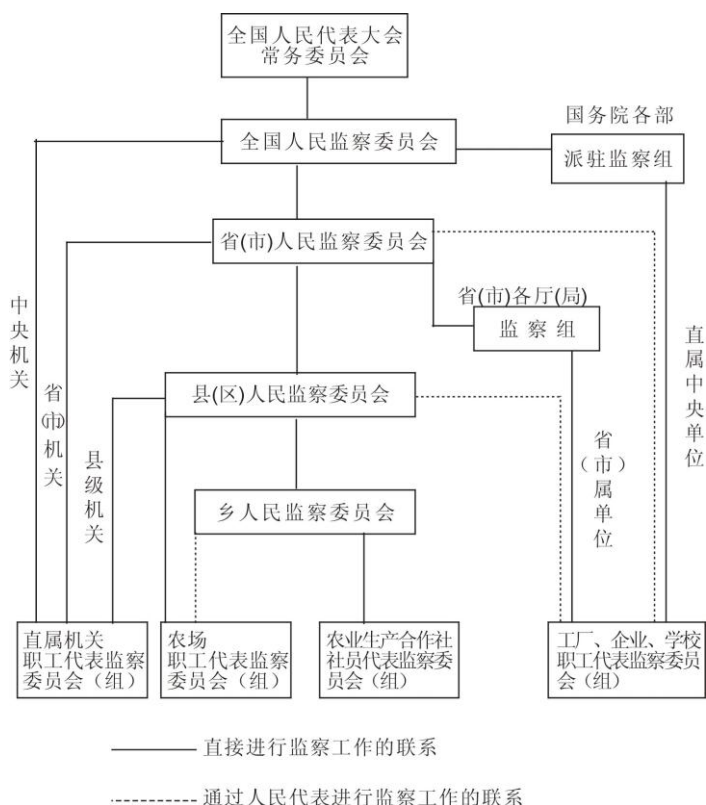 全国人民代表大会
常务委员会
国务院各部
全国人民监察委员会
派驻监察组
省(市)人民监察委员会
省(市)各厅(局)
监察组
中央机关
省(市)机关
县级机关
县(区)人民监察委员会
直属中央单位
省(市)属单位
乡人民监察委员会
直属机关
职工代表监察
委员会（组）
农场
职工代表监察
委员会（组）
农业生产合作社
社员代表监察委
员会（组）
工厂、企业、学校
职工代表监察委员
会（组）
直接进行监察工作的联系
通过人民代表进行监察工作的联系